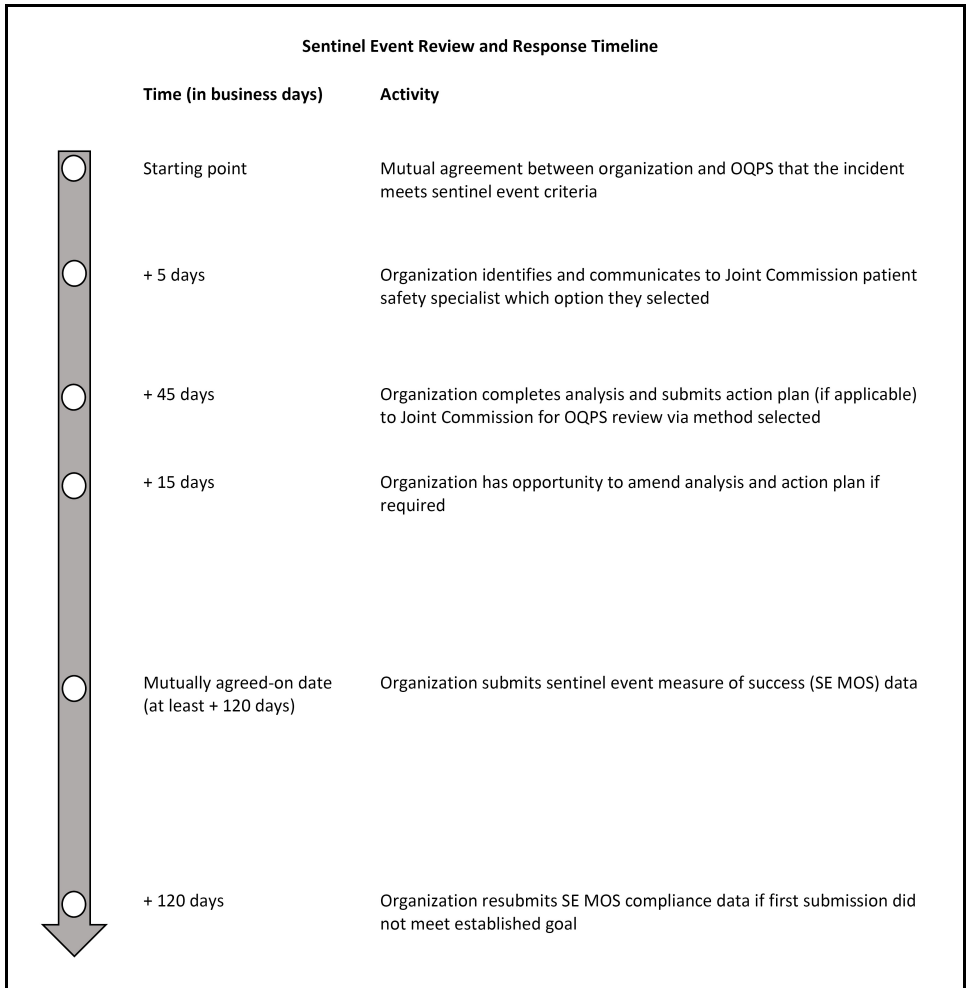 Sentinel Event Review and Response Timeline
Time (in business days) Activity
Starting point Mutual agreement between organization and OQPS that the incident
meets sentinel event criteria
+ 5 days Organization identifies and communicates to Joint Commission patient
safety specialist which option they selected
+ 45 days Organization completes analysis and submits action plan (if applicable)
to Joint Commission for OQPS review via method selected
+ 15 days Organization has opportunity to amend analysis and action plan if
required
Mutually agreed-on date Organization submits sentinel event measure of success (SE MOS) data
(at least + 120 days)
+ 120 days Organization resubmits SE MOS compliance data if first submission did
not meet established goal